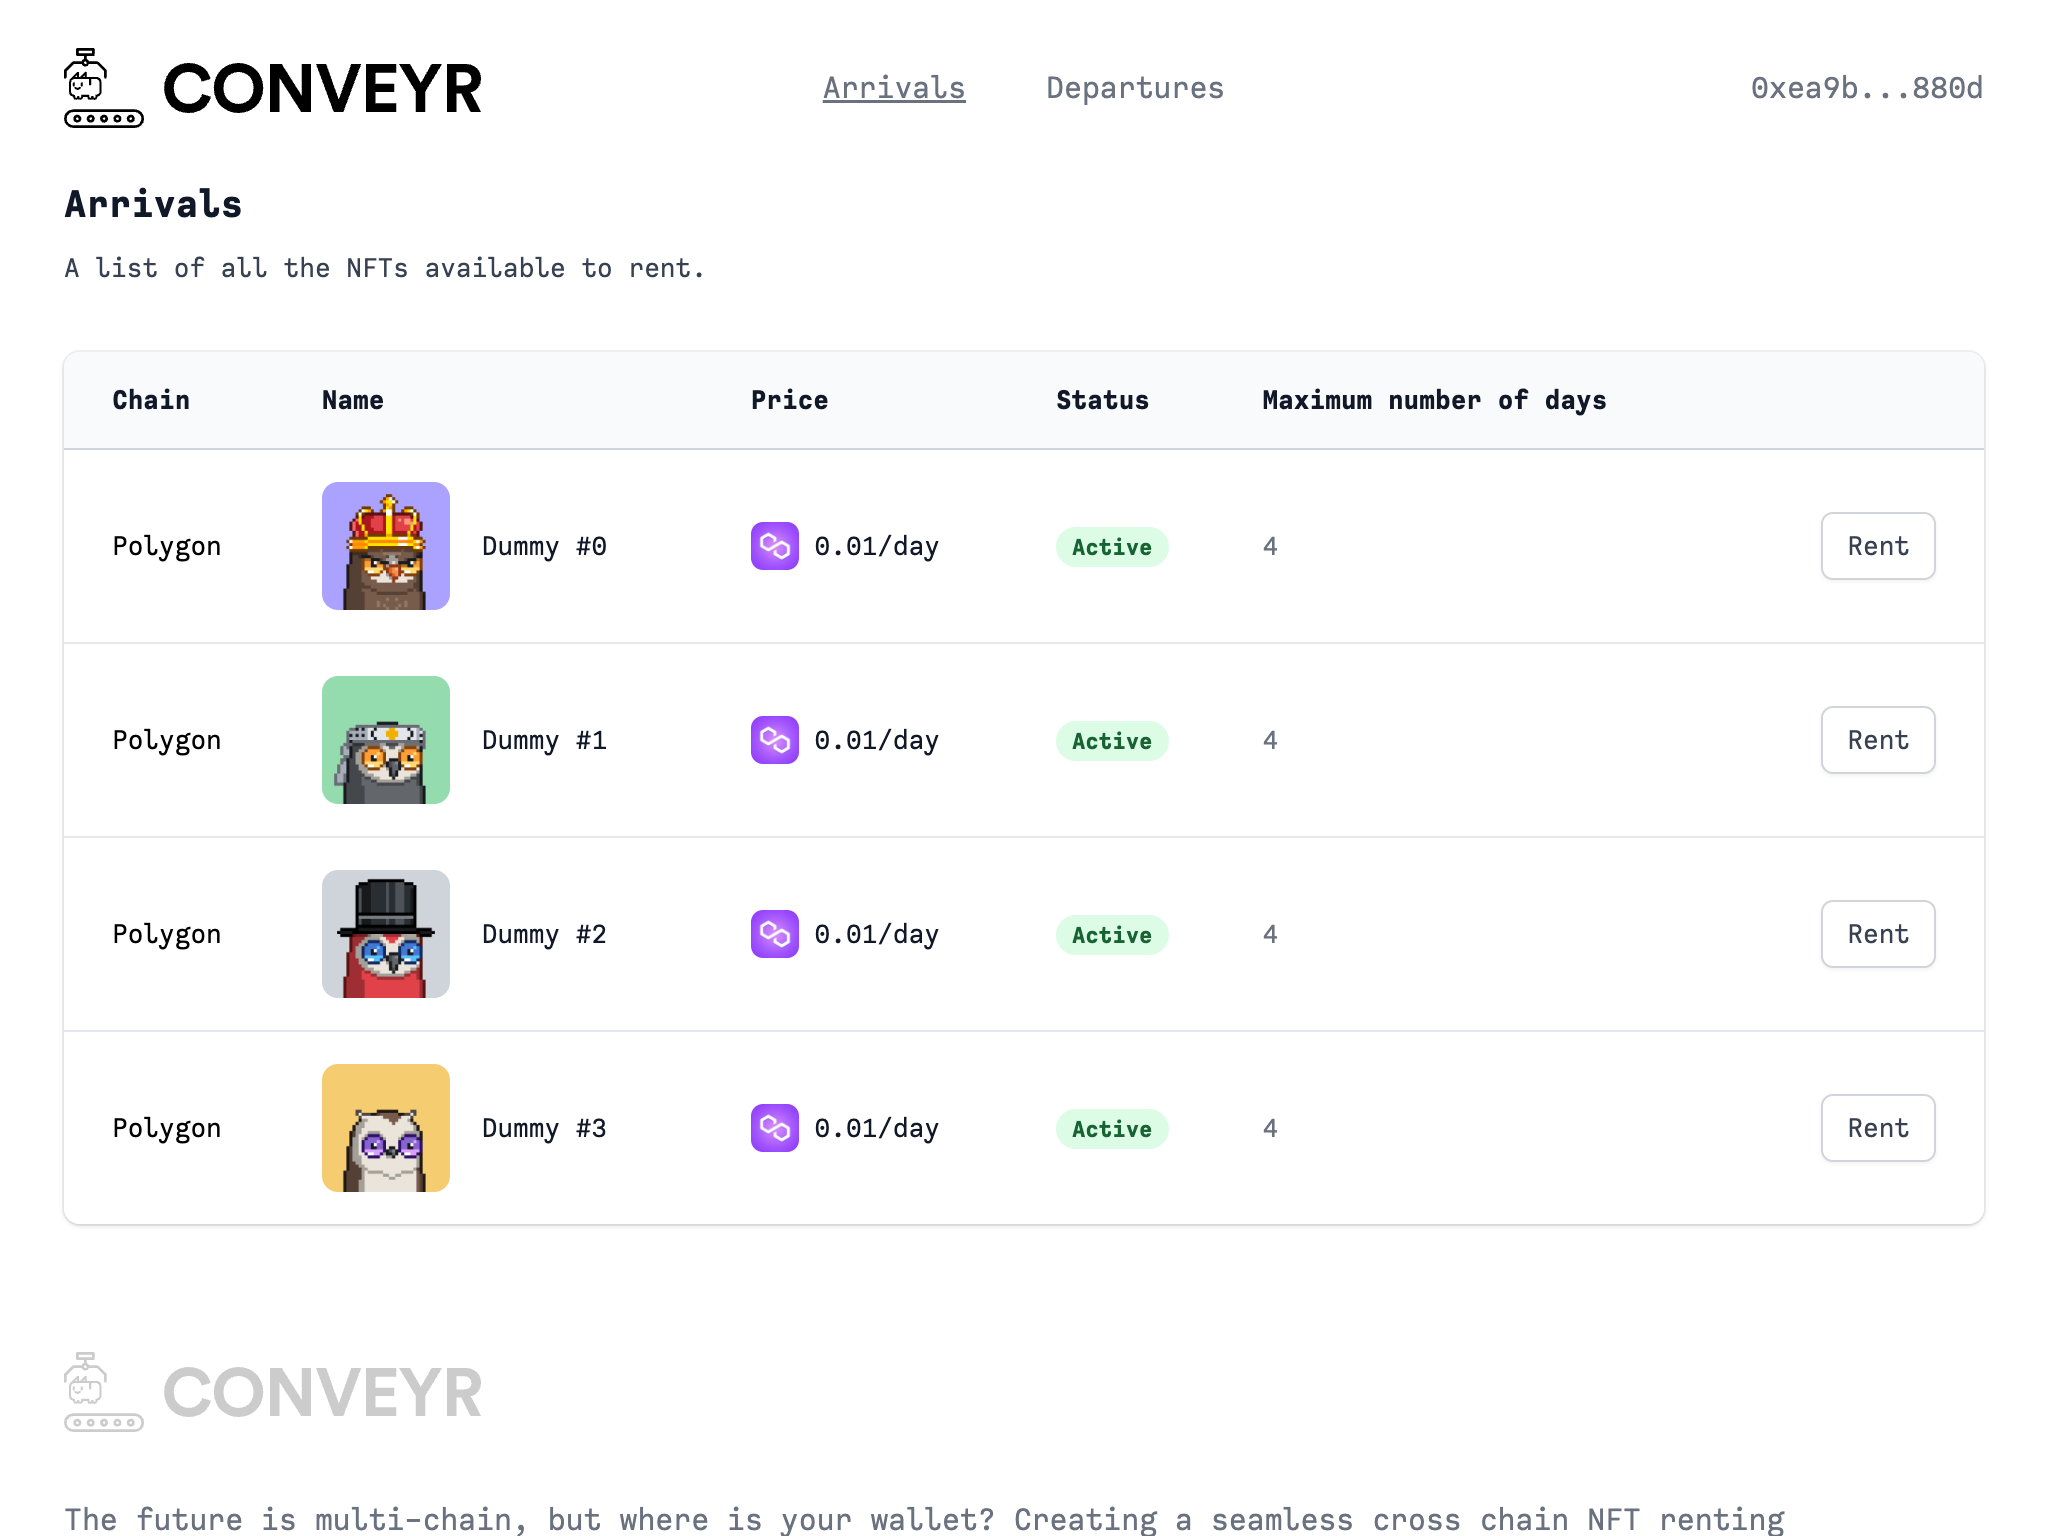 CONVEYR
Arrivals
Departures
0xea9b...880d
Arrivals
A list of all the NFTs available to rent.
Chain Name Price Status Maximum number of days
Polygon Dummy #0 0.01/day Active 4 Rent
Polygon Dummy #1 0.01/day Active 4 Rent
Polygon Dummy #2 0.01/day Active 4 Rent
Polygon Dummy #3 0.01/day Active 4 Rent
CONVEYR
The future is multi-chain, but where is your wallet? Creating a seamless cross chain NFT renting